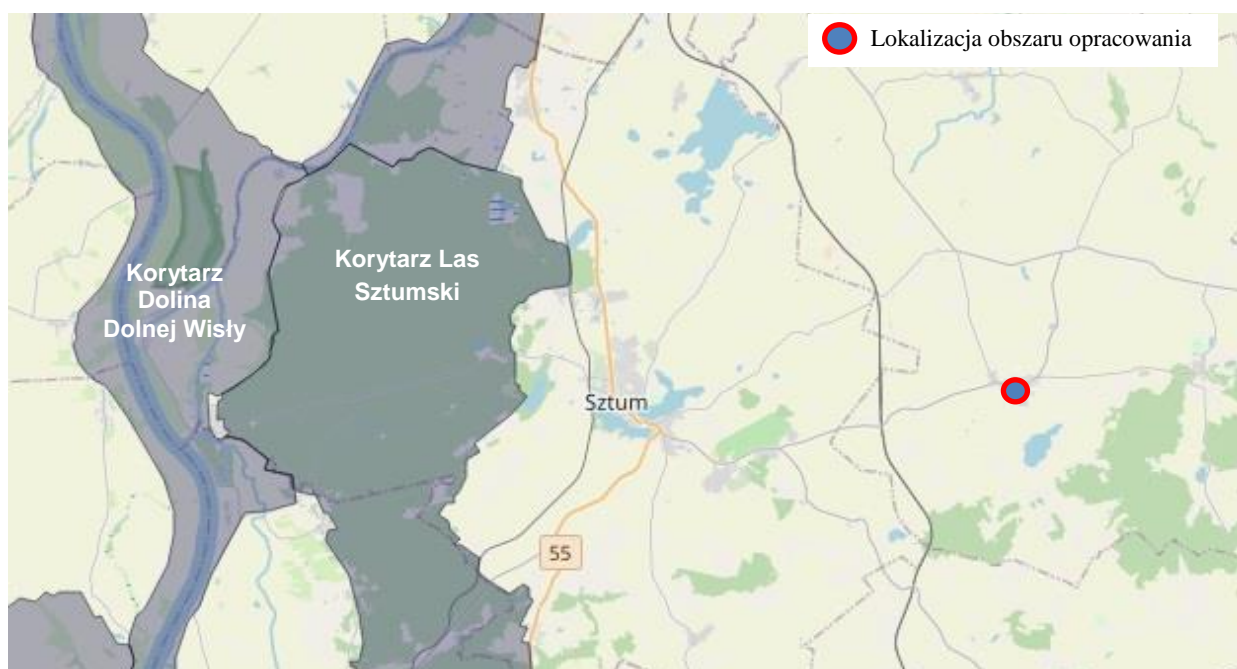 Lokalizacja obszaru opracowania
Korytarz
Dolina
Dolnej Wisły
Korytarz Las
Sztumski
Sztum
55